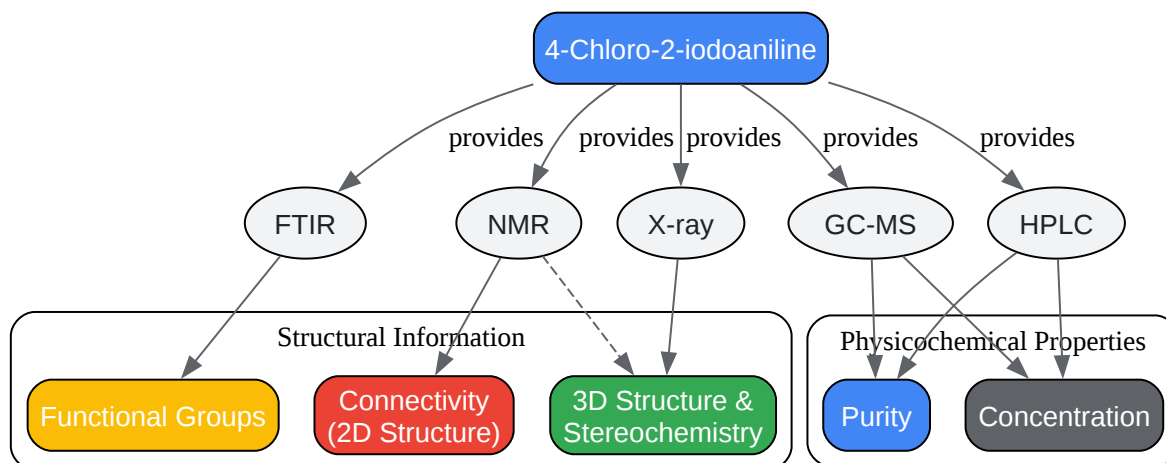 4-Chloro-2-iodoaniline
provides provides provides provides provides
FTIR NMR X-ray GC-MS HPLC
Structural Information
Physicochemical Properties
Functional Groups
Connectivity
(2D Structure)
3D Structure &
Stereochemistry
Purity
Concentration